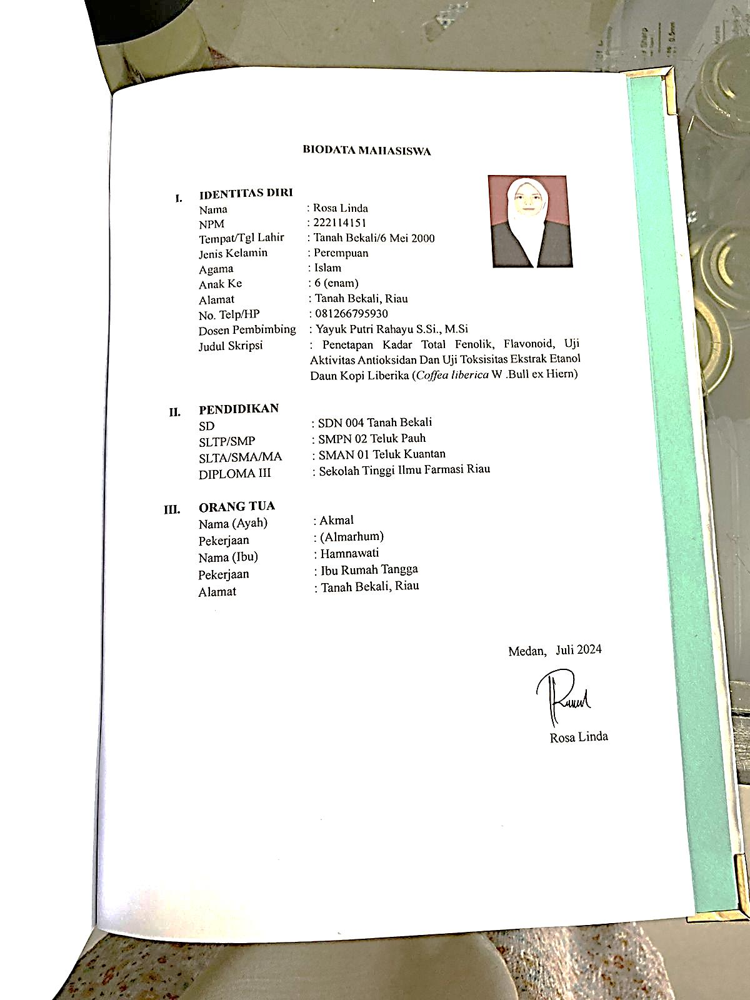 BIODATA MAHASISWA
I. IDENTITAS DIRI
Nama : Rosa Linda
NPM : 222114151
Tempat/Tgl Lahir : Tanah Bekali/6 Mei 2000
Jenis Kelamin : Perempuan
Agama : Islam
Anak Ke : 6 (enam)
Alamat : Tanah Bekali, Riau
No. Telp/HP : 081266795930
Dosen Pembimbing : Yayuk Putri Rahayu S.Si., M.Si
Judul Skripsi : Penetapan Kadar Total Fenolik, Flavonoid, Uji
Aktivitas Antioksidan Dan Uji Toksisitas Ekstrak Etanol
Daun Kopi Liberika (Coffea liberica W .Bull ex Hiern)
II. PENDIDIKAN
SD : SDN 004 Tanah Bekali
SLTP/SMP : SMPN 02 Teluk Pauh
SLTA/SMA/MA : SMAN 01 Teluk Kuantan
DIPLOMA III : Sekolah Tinggi Ilmu Farmasi Riau
III. ORANG TUA
Nama (Ayah) : Akmal
Pekerjaan : (Almarhum)
Nama (Ibu) : Hamnawati
Pekerjaan : Ibu Rumah Tangga
Alamat : Tanah Bekali, Riau
Medan, Juli 2024
Rosa Linda